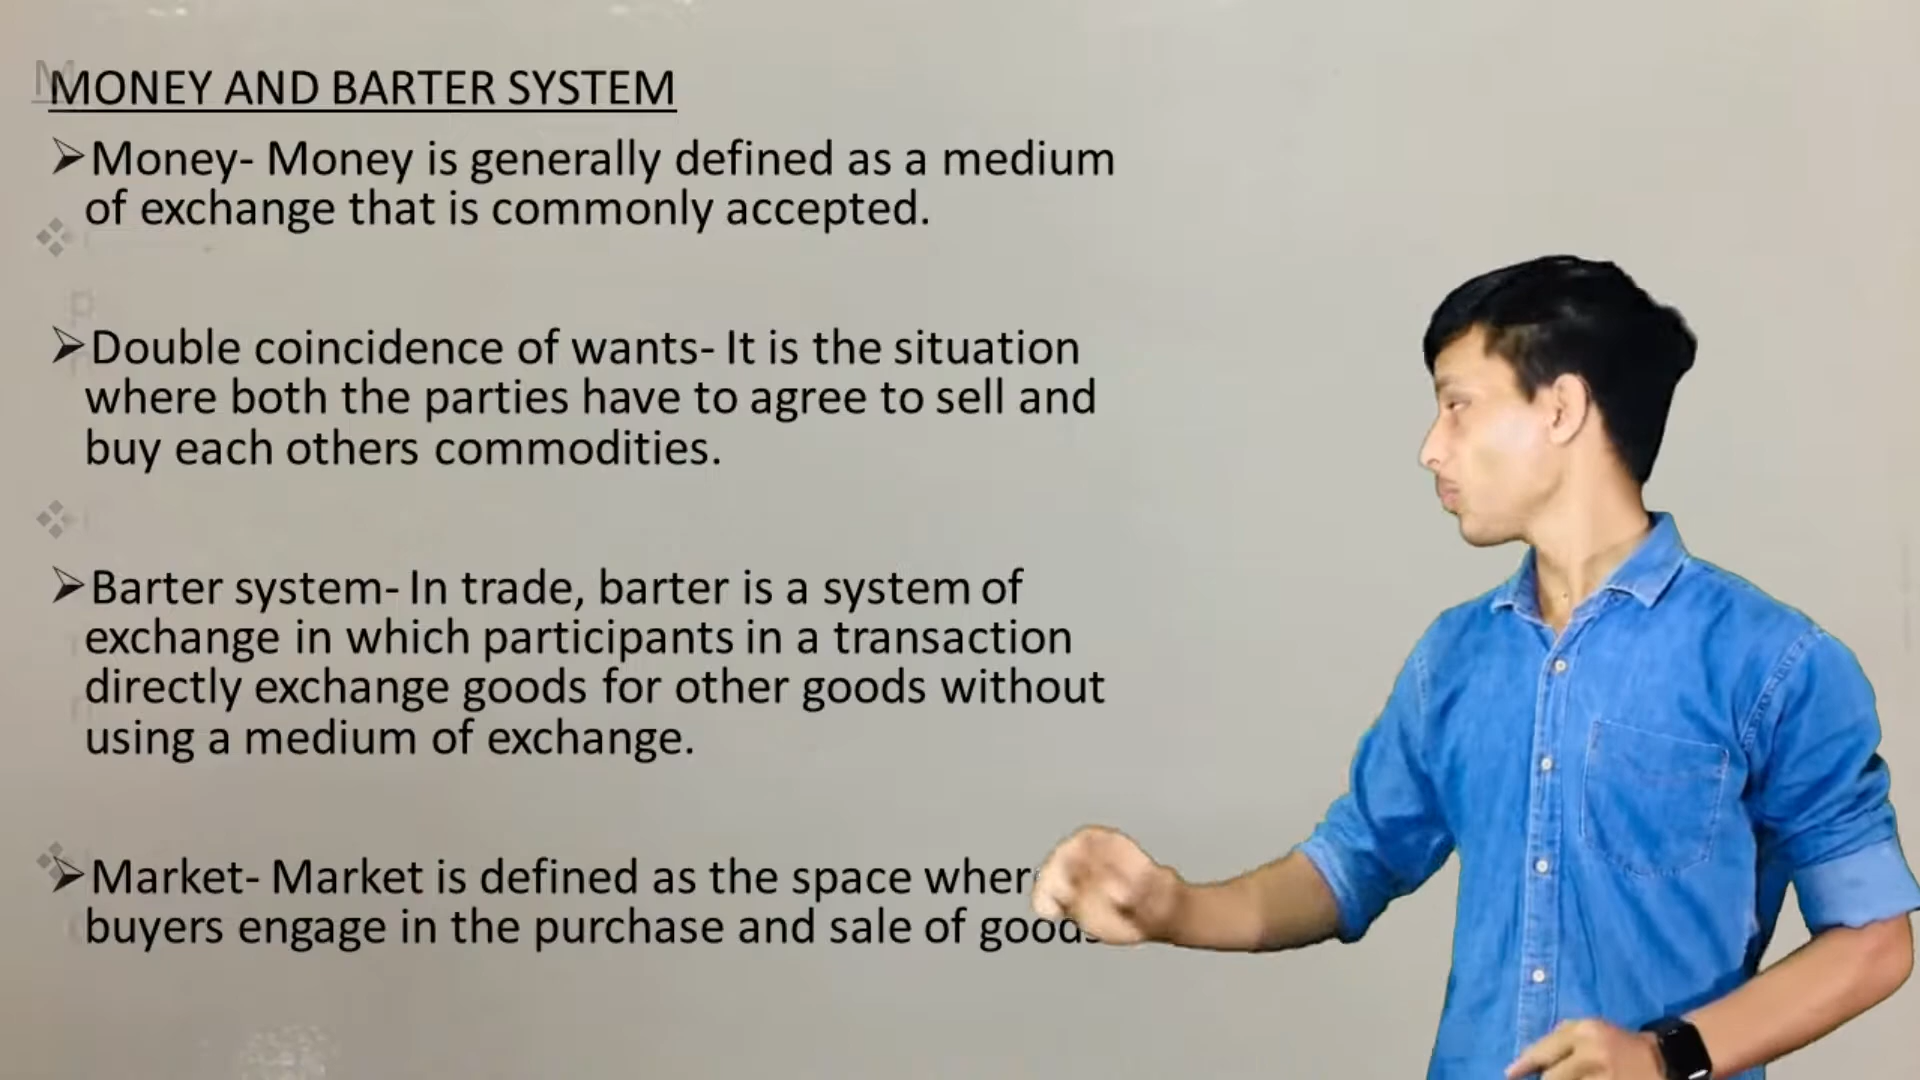 MONEY AND BARTER SYSTEM
➢Money- Money is generally defined as a medium
of exchange that is commonly accepted.
➢Double coincidence of wants- It is the situation
where both the parties have to agree to sell and
buy each others commodities.
➢Barter system- In trade, barter is a system of
exchange in which participants in a transaction
directly exchange goods for other goods without
using a medium of exchange.
➢Market- Market is defined as the space where
buyers engage in the purchase and sale of goods